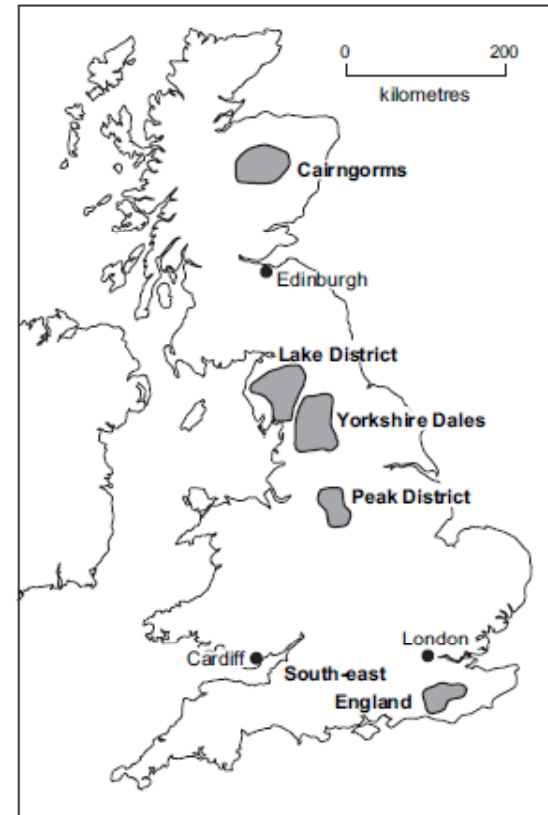 0 200
kilometres
Cairngorms
Edinburgh
Lake District
Yorkshire Dales
Peak District
London
Cardiff
South-east
England